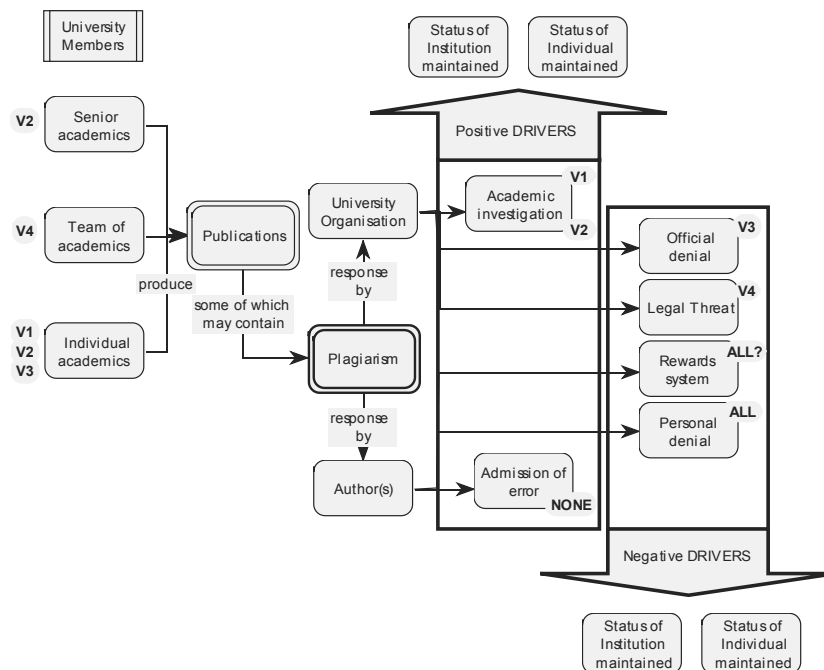 University
Members
Status of
Institution
maintained
Status of
Individual
maintained
Positive DRIVERS
V2
Senior
academics
V4
Team of
academics
V1
V2
V3
Individual
academics
produce
Publications
some of which
may contain
University
Organisation
response
by
Plagiarism
response
by
Author(s)
Academic
investigation
V1
V2
Official
denial
V3
Legal Threat
V4
Rewards
system
ALL?
Personal
denial
ALL
Admission of
error
NONE
Negative DRIVERS
Status of
Institution
maintained
Status of
Individual
maintained